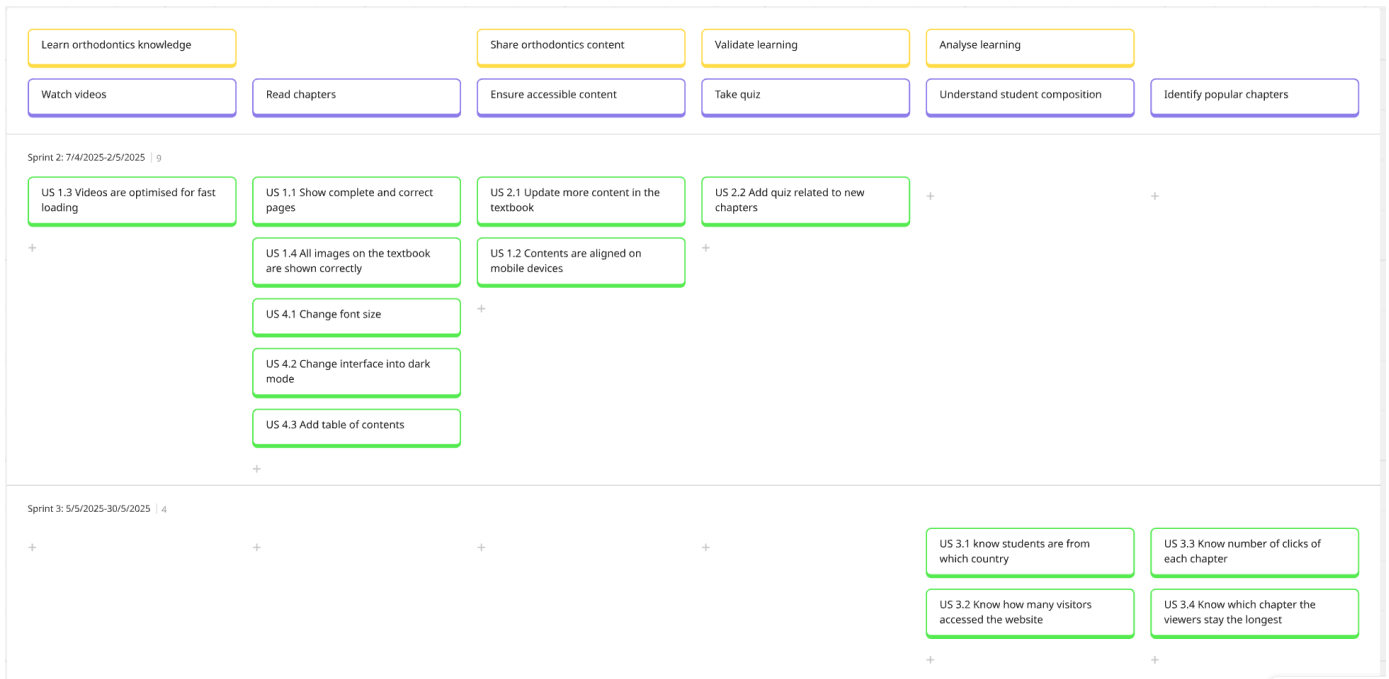 Learn orthodontics knowledge
Share orthodontics content
Validate learning
Analyse learning
Watch videos
Read chapters
Ensure accessible content
Take quiz
Understand student composition
Identify popular chapters
Sprint 2: 7/4/2025-2/5/2025 | 9
US 1.3 Videos are optimised for fast
loading
US 1.1 Show complete and correct
pages
US 2.1 Update more content in the
textbook
US 2.2 Add quiz related to new
chapters
US 1.4 All images on the textbook
are shown correctly
US 1.2 Contents are aligned on
mobile devices
US 4.1 Change font size
US 4.2 Change interface into dark
mode
US 4.3 Add table of contents
Sprint 3: 5/5/2025-30/5/2025 | 4
US 3.1 know students are from
which country
US 3.3 Know number of clicks of
each chapter
US 3.2 Know how many visitors
accessed the website
US 3.4 Know which chapter the
viewers stay the longest